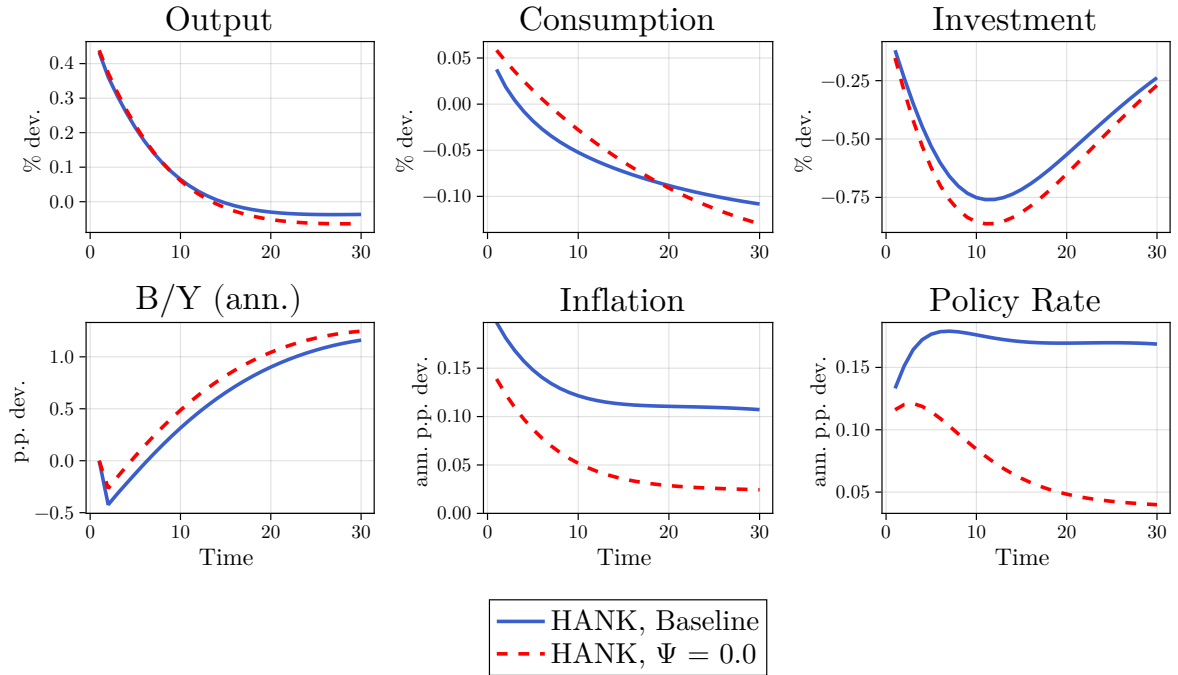 Output
% dev.
0.4
0.3
0.2
0.1
0.0
0 10 20 30
Consumption
% dev.
0.05
0.00
−0.05
−0.10
0 10 20 30
Investment
% dev.
−0.25
−0.50
−0.75
0 10 20 30
B/Y (ann.)
p.p. dev.
1.0
0.5
0.0
−0.5
0 10 20 30
Time
Inflation
ann. p.p. dev.
0.15
0.10
0.05
0.00
0 10 20 30
Time
Policy Rate
ann. p.p. dev.
0.15
0.10
0.05
0 10 20 30
Time
HANK, Baseline
HANK, Ψ = 0.0